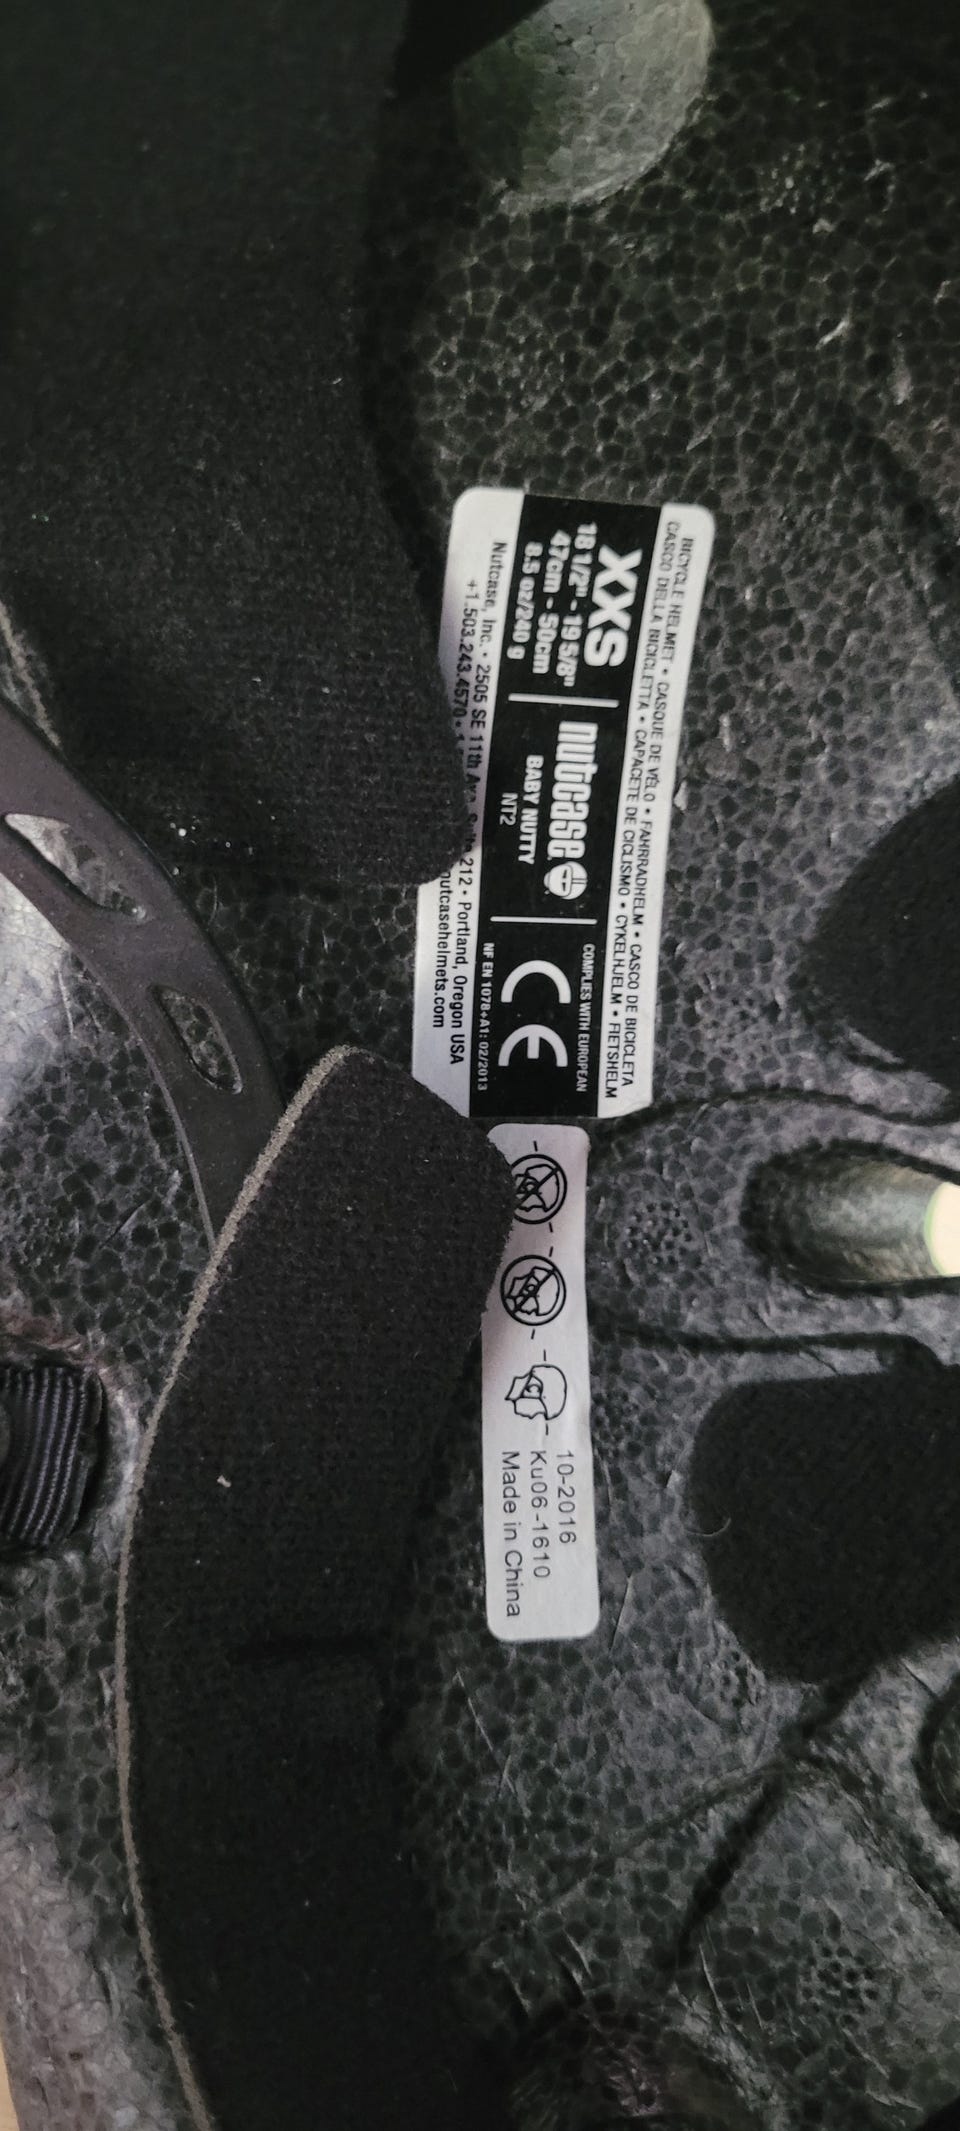 BICYCLE HELMET • CASQUE DE VÉLO • FAHRRADHELM • CASCO DE BICICLETA
CASCO DELLA BICICLETTA • CAPACETE DE CICLISMO • CYKELHJELM • FIETSHELM
XXS
18 1/2" - 19 5/8"
47cm - 50cm
8.5 oz/240 g
nutcase
BABY NUTTY
NT2
COMPLIES WITH EUROPEAN
CE
NF EN 1078+A1: 02/2013
Nutcase, Inc. • 2505 SE 11th Ave 212 • Portland, Oregon USA
+1.503.243.4570 • nutcasehelmets.com
10-2016
Ku06-1610
Made in China